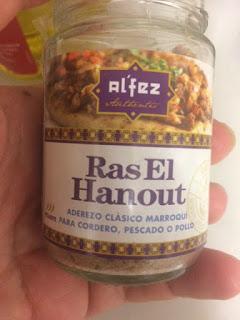 al'fez
Authentic
Ras El
Hanout
ADEREZO CLÁSICO MARROQUÍ
PARA CORDERO, PESCADO O POLLO